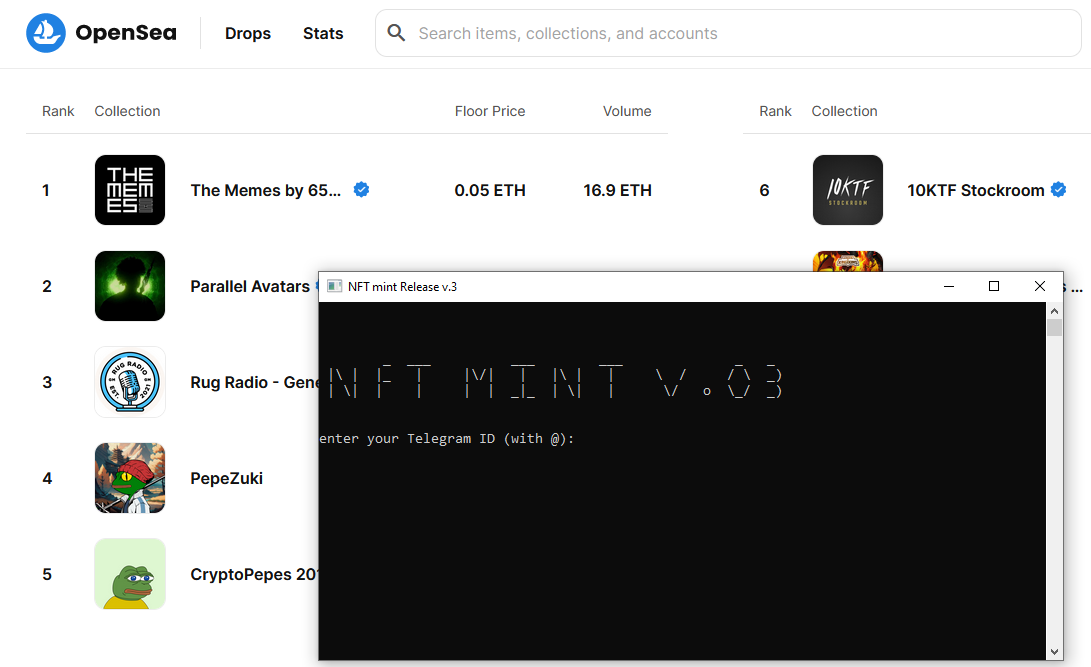 OpenSea Drops Stats Search items, collections, and accounts
Rank Collection Floor Price Volume Rank Collection
1 THE MEMES The Memes by 65... 0.05 ETH 16.9 ETH 6 10KTF STOCKROOM 10KTF Stockroom
2 Parallel Avatars
...
NFT mint Release v.3
3 RUG RADIO GM GM EST. 2021 Rug Radio - Gene
NFT MINT V.03
enter your Telegram ID (with @):
4 PepeZuki
5 CryptoPepes 201